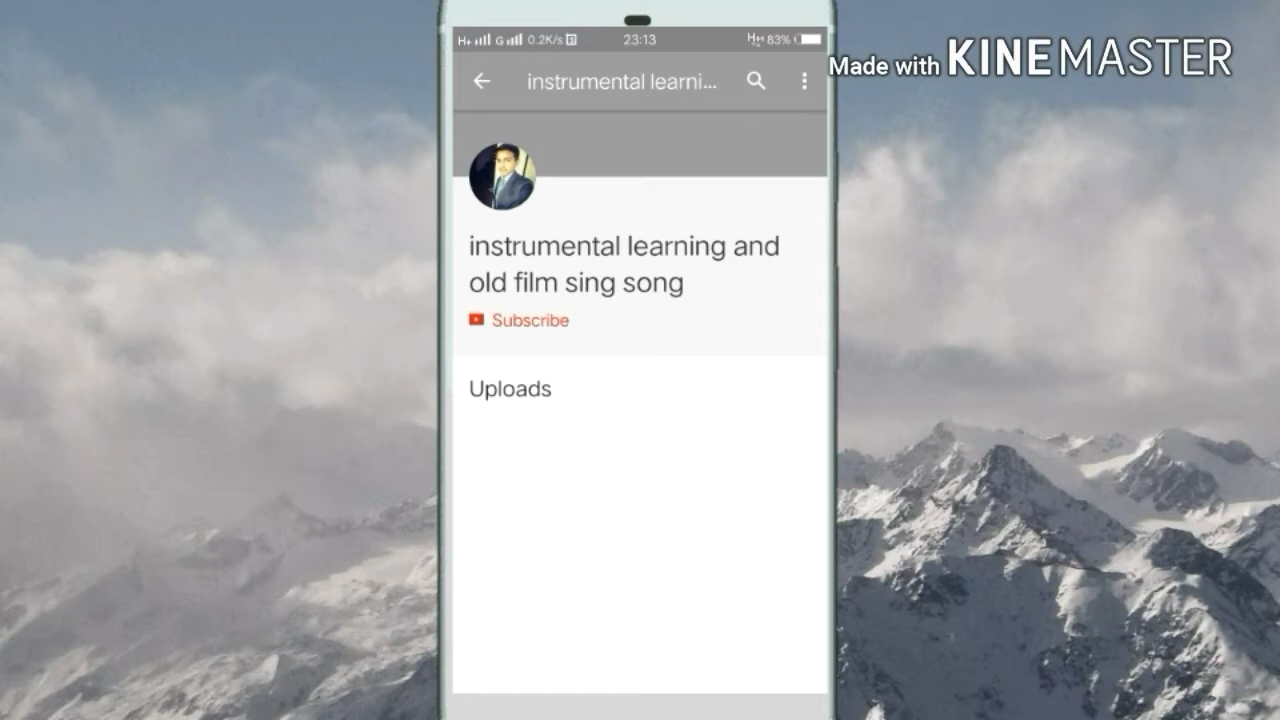 H+ G 0.2K/s 23:13 H+ 83%
Made with KINEMASTER
instrumental learni...
instrumental learning and
old film sing song
Subscribe
Uploads